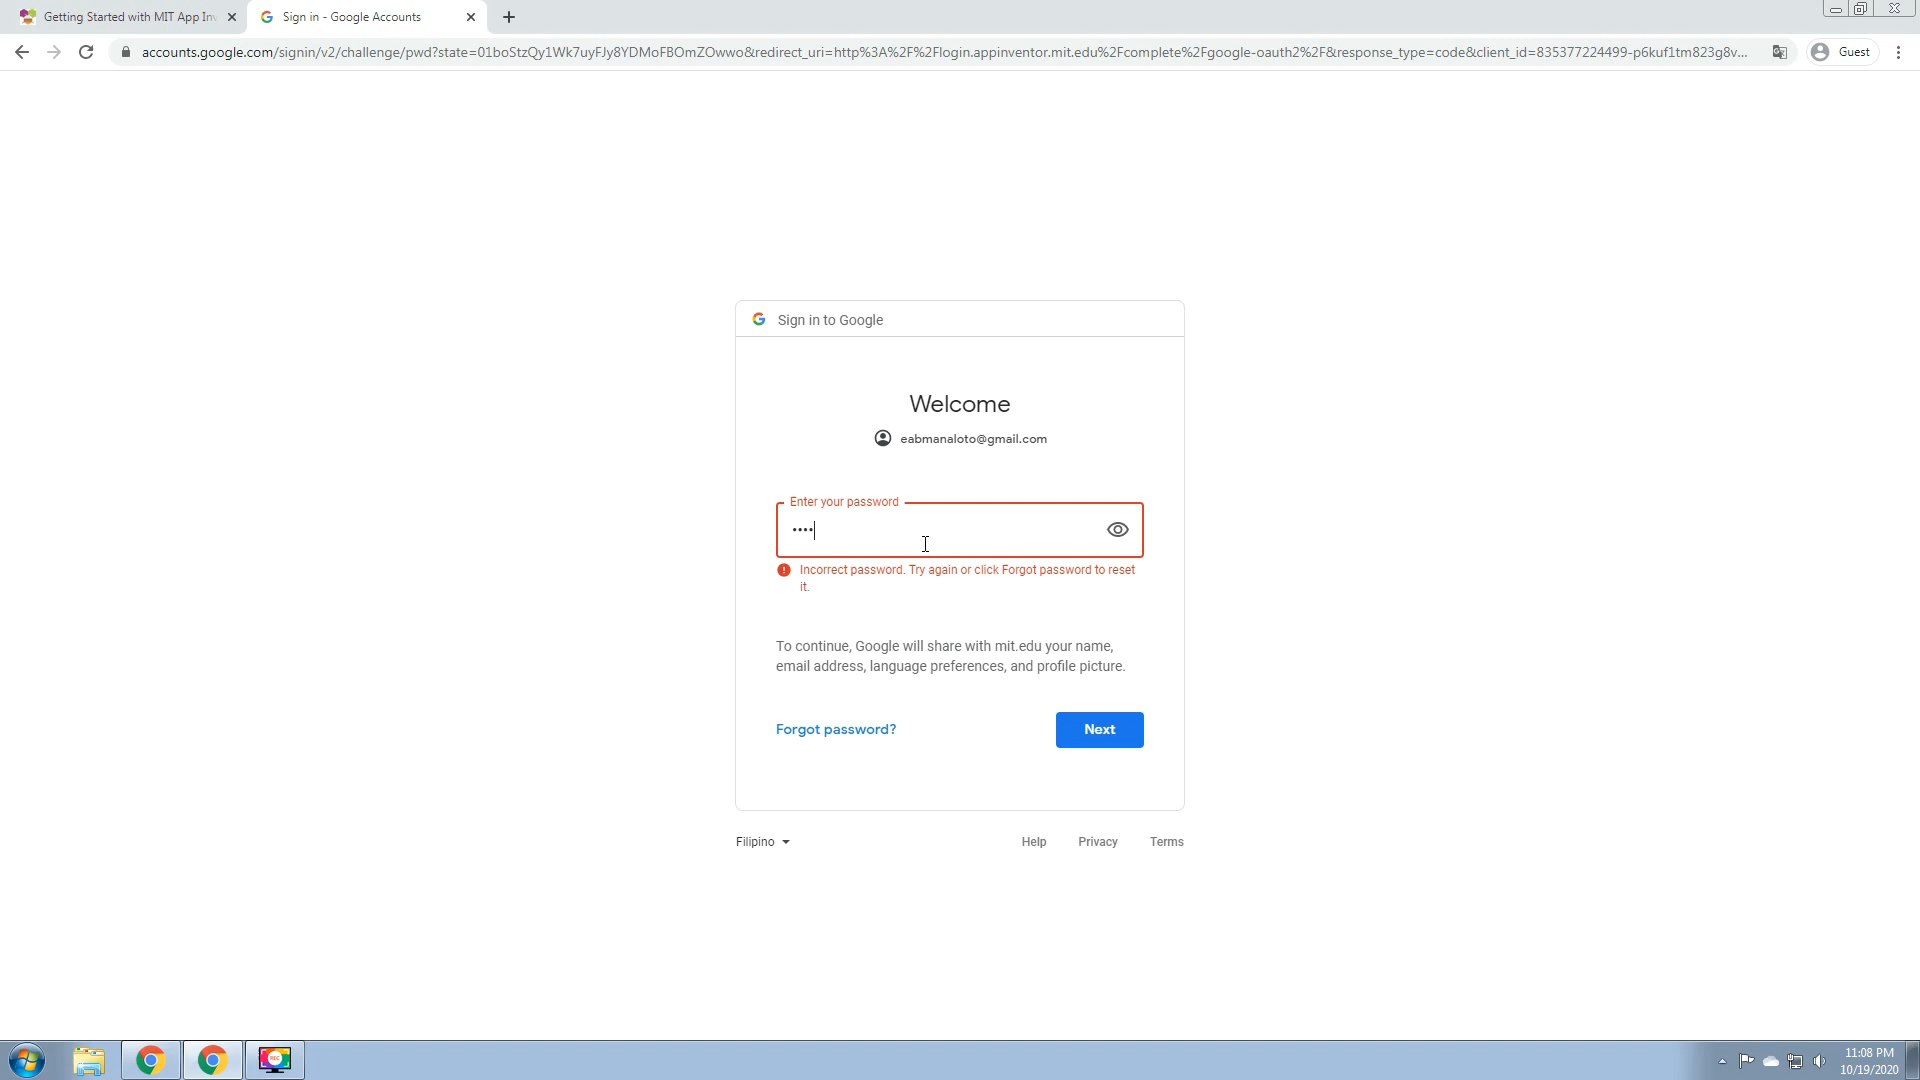 Getting Started with MIT App Inv
Sign in - Google Accounts
accounts.google.com/signin/v2/challenge/pwd?state=01boStzQy1Wk7uyFJy8YDMoFBOmZOwwo&redirect_uri=http%3A%2F%2Flogin.appinventor.mit.edu%2Fcomplete%2Fgoogle-oauth2%2F&response_type=code&client_id=835377224499-p6kuf1tm823g8v...
Guest
Sign in to Google
Welcome
eabmanaloto@gmail.com
Enter your password
••••
Incorrect password. Try again or click Forgot password to reset
it.
To continue, Google will share with mit.edu your name,
email address, language preferences, and profile picture.
Forgot password?
Next
Filipino
Help
Privacy
Terms
REC
11:08 PM
10/19/2020